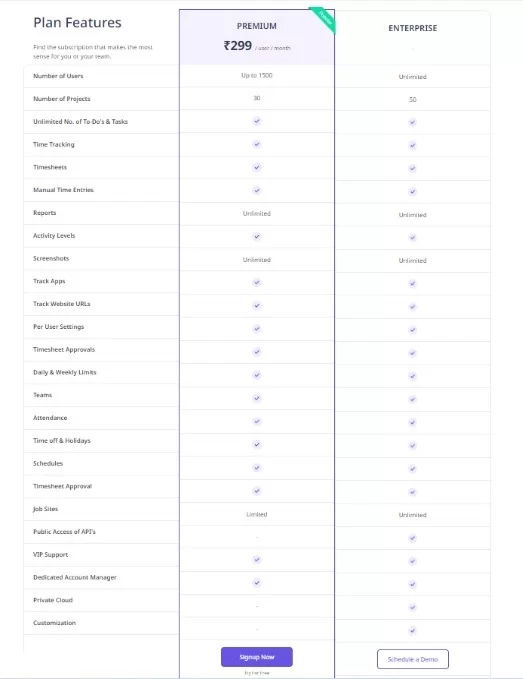 Plan Features
Find the subscription that makes the most
sense for you or your team.
PREMIUM
₹299 / user / month
ENTERPRISE
-
Number of Users Up to 1500 Unlimited
Number of Projects 30 50
Unlimited No. of To-Do's & Tasks
Time Tracking
Timesheets
Manual Time Entries
Reports Unlimited Unlimited
Activity Levels
Screenshots Unlimited Unlimited
Track Apps
Track Website URLs
Per User Settings
Timesheet Approvals
Daily & Weekly Limits
Teams
Attendance
Time off & Holidays
Schedules
Timesheet Approval
Job Sites Limited Unlimited
Public Access of API's -
VIP Support
Dedicated Account Manager
Private Cloud -
Customization -
Signup Now Schedule a Demo
Try for Free